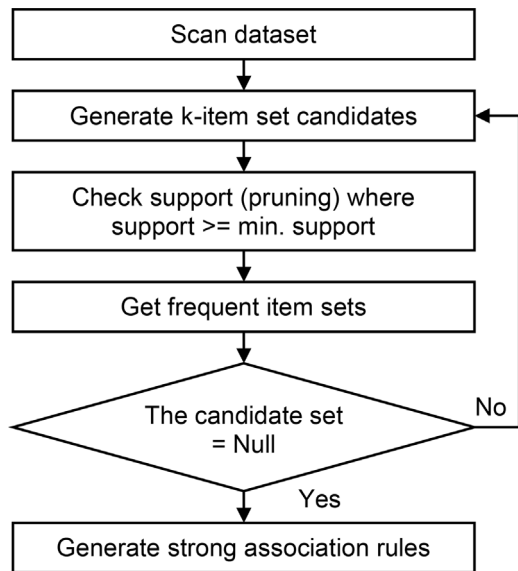 Scan dataset
Generate k-item set candidates
Check support (pruning) where
support >= min. support
Get frequent item sets
The candidate set
= Null
No
Yes
Generate strong association rules